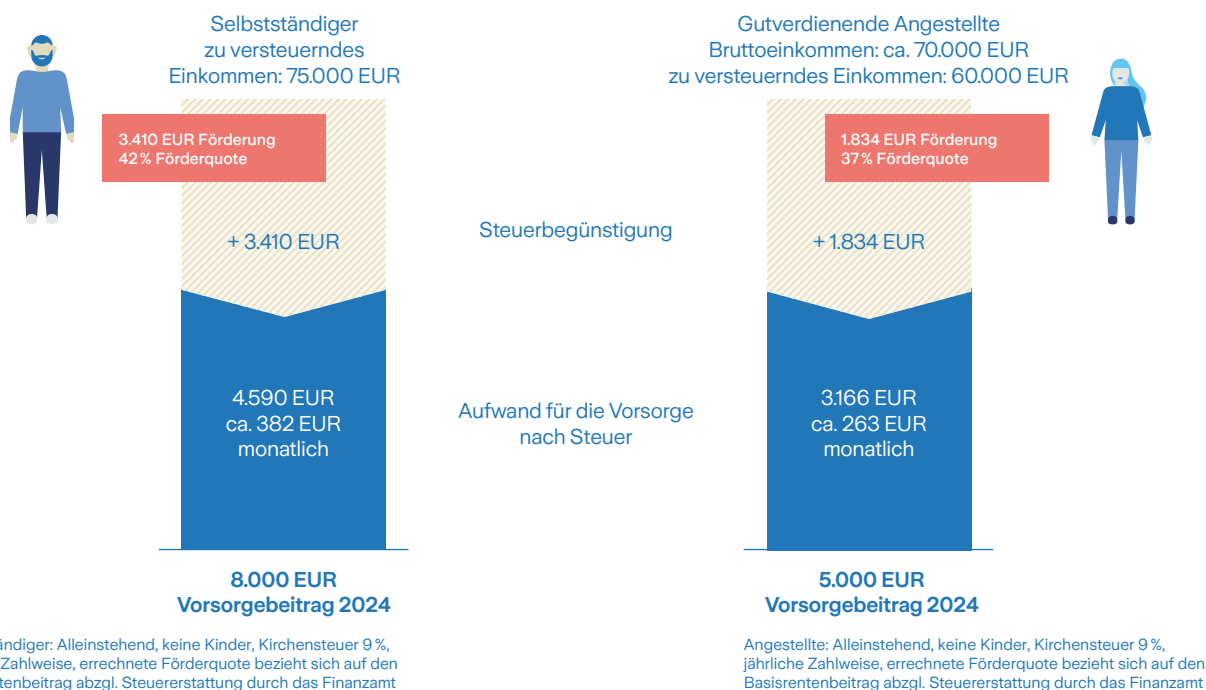 Selbstständiger
zu versteuerndes
Einkommen: 75.000 EUR
3.410 EUR Förderung
42 % Förderquote
+ 3.410 EUR
4.590 EUR
ca. 382 EUR
monatlich
8.000 EUR
Vorsorgebeitrag 2024
Steuerbegünstigung
Aufwand für die Vorsorge
nach Steuer
Gutverdienende Angestellte
Bruttoeinkommen: ca. 70.000 EUR
zu versteuerndes Einkommen: 60.000 EUR
1.834 EUR Förderung
37 % Förderquote
+ 1.834 EUR
3.166 EUR
ca. 263 EUR
monatlich
5.000 EUR
Vorsorgebeitrag 2024
ändiger: Alleinstehend, keine Kinder, Kirchensteuer 9 %,
Zahlweise, errechnete Förderquote bezieht sich auf den
tenbeitrag abzgl. Steuererstattung durch das Finanzamt
Angestellte: Alleinstehend, keine Kinder, Kirchensteuer 9 %,
jährliche Zahlweise, errechnete Förderquote bezieht sich auf den
Basisrentenbeitrag abzgl. Steuererstattung durch das Finanzamt